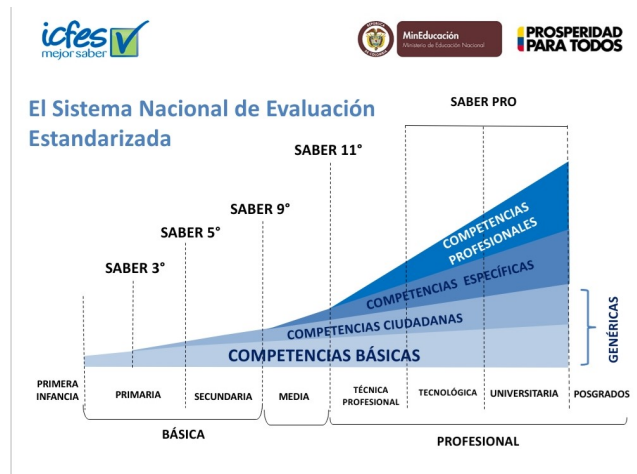 icfes
mejor saber
MinEducación
Ministerio de Educación Nacional
PROSPERIDAD
PARA TODOS
El Sistema Nacional de Evaluación
Estandarizada
SABER PRO
SABER 11°
SABER 9°
SABER 5°
SABER 3°
COMPETENCIAS
PROFESIONALES
COMPETENCIAS ESPECÍFICAS
COMPETENCIAS CIUDADANAS
COMPETENCIAS BÁSICAS
GENÉRICAS
PRIMERA
INFANCIA
PRIMARIA
SECUNDARIA
MEDIA
TÉCNICA
PROFESIONAL
TECNOLÓGICA
UNIVERSITARIA
POSGRADOS
BÁSICA
PROFESIONAL